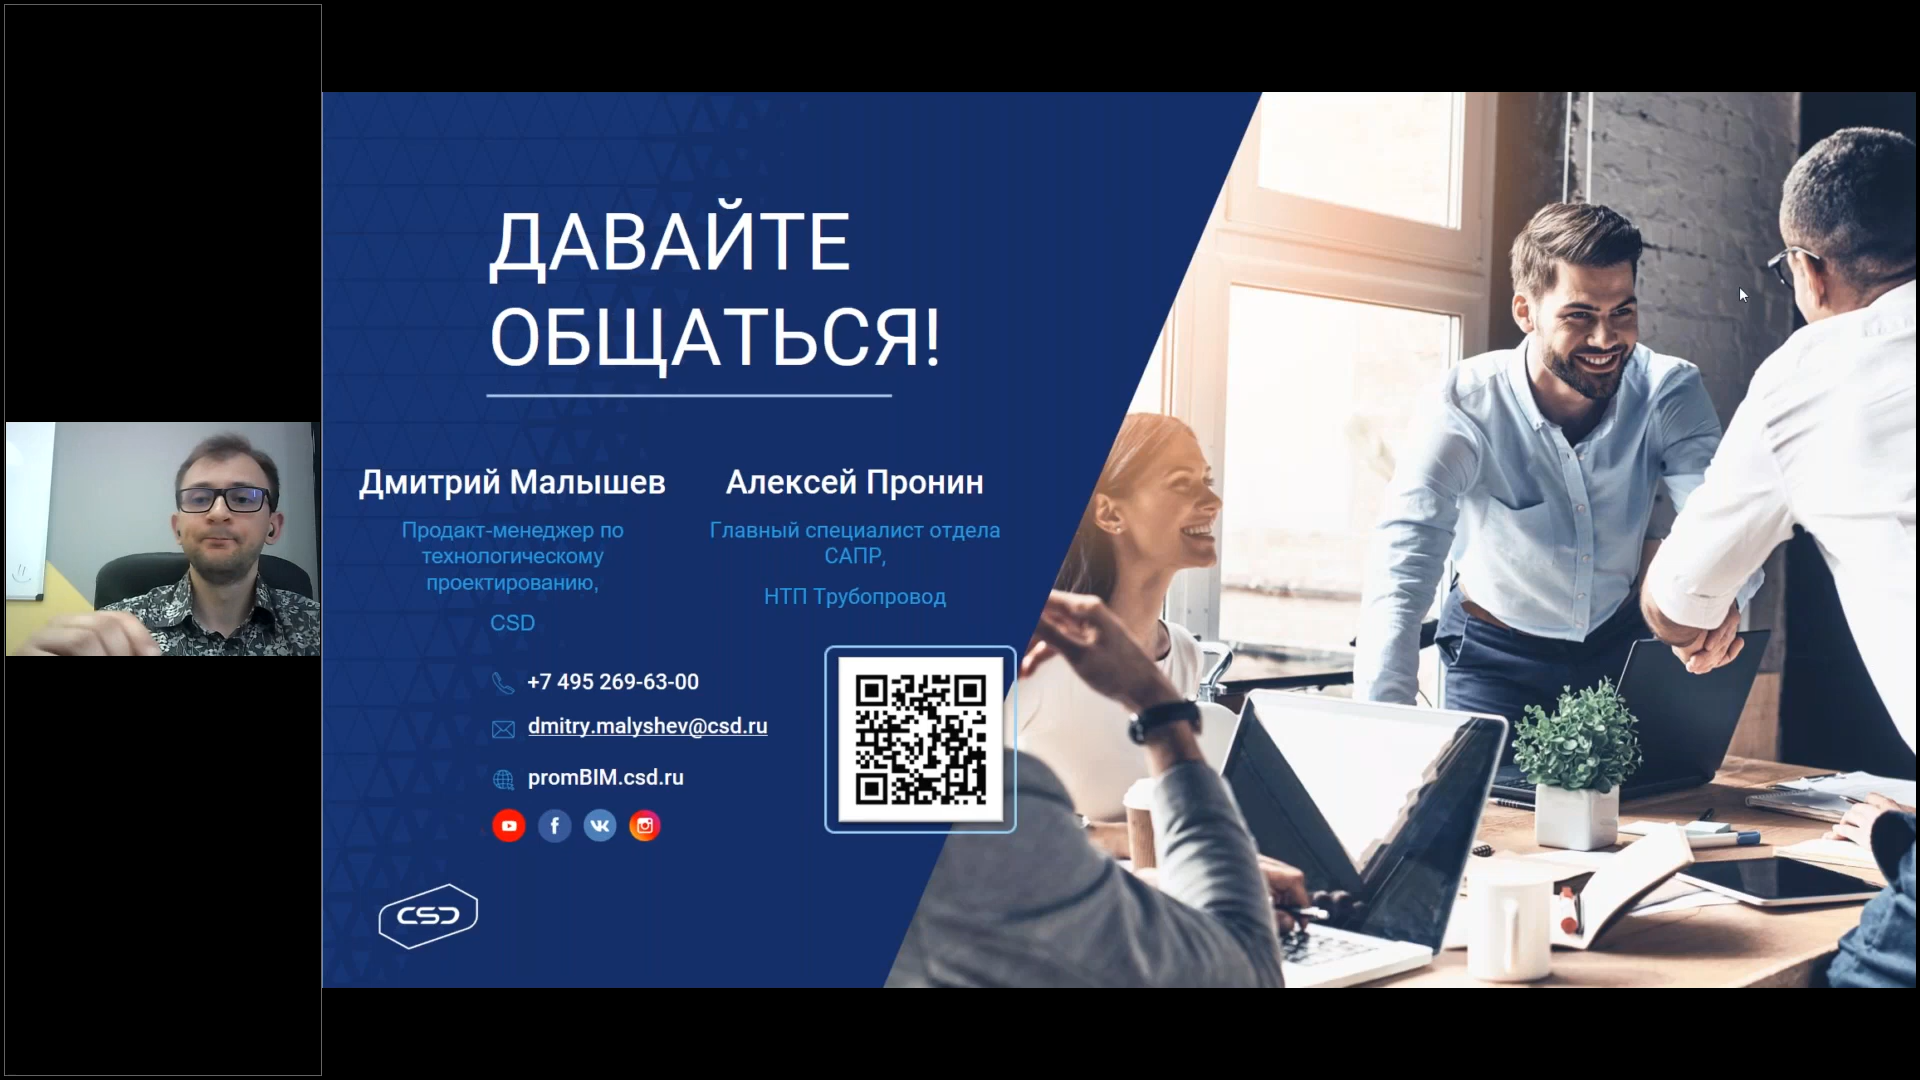 ДАВАЙТЕ
ОБЩАТЬСЯ!
Дмитрий Малышев
Продакт-менеджер по
технологическому
проектированию,
CSD
Алексей Пронин
Главный специалист отдела
САПР,
НТП Трубопровод
+7 495 269-63-00
dmitry.malyshev@csd.ru
promBIM.csd.ru
CSD